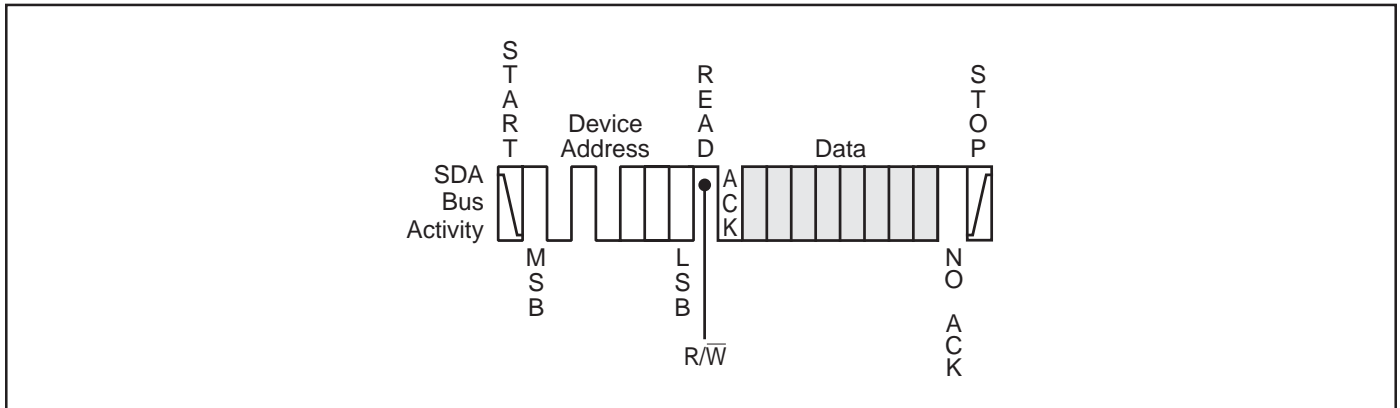 START
READ
STOP
Device
Address
Data
SDA
Bus
Activity
ACK
MSB
LSB
NO ACK
R/W̅